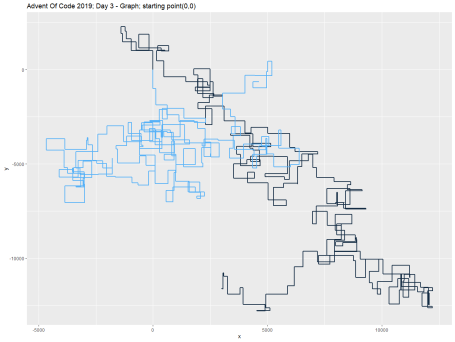 Advent Of Code 2019; Day 3 - Graph; starting point(0,0)
0
y
-5000
-10000
-5000
0
5000
10000
x